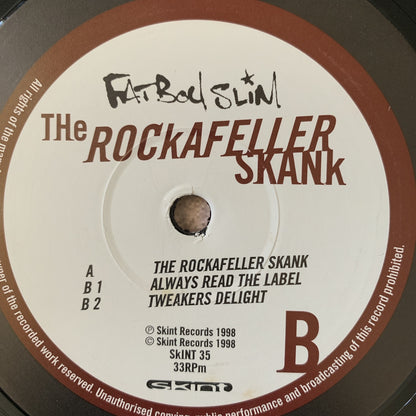 FATBOY SLIM
THe ROCKAFELLER
SKANK
A THE ROCKAFELLER SKANK
B 1 ALWAYS READ THE LABEL
B 2 TWEAKERS DELIGHT
℗ Skint Records 1998
© Skint Records 1998
SkINT 35
33RPm
B
skint
All rights of the
owner of the recorded work reserved. Unauthorised copying, public performance and broadcasting of this record prohibited.